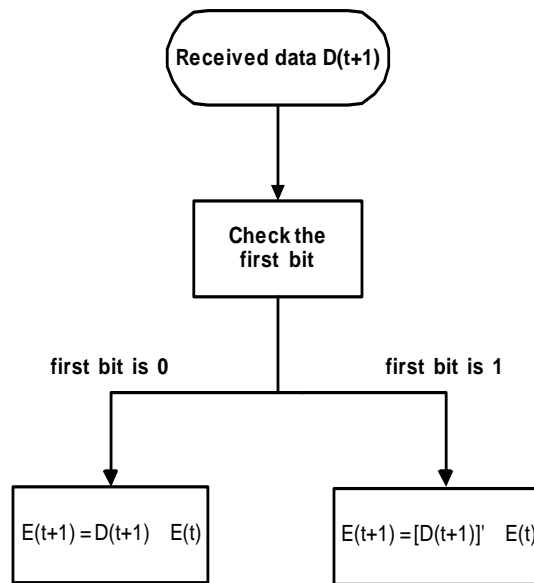 Received data D(t+1)
Check the
first bit
first bit is 0
first bit is 1
E(t+1) = D(t+1) E(t)
E(t+1) = [D(t+1)]' E(t)